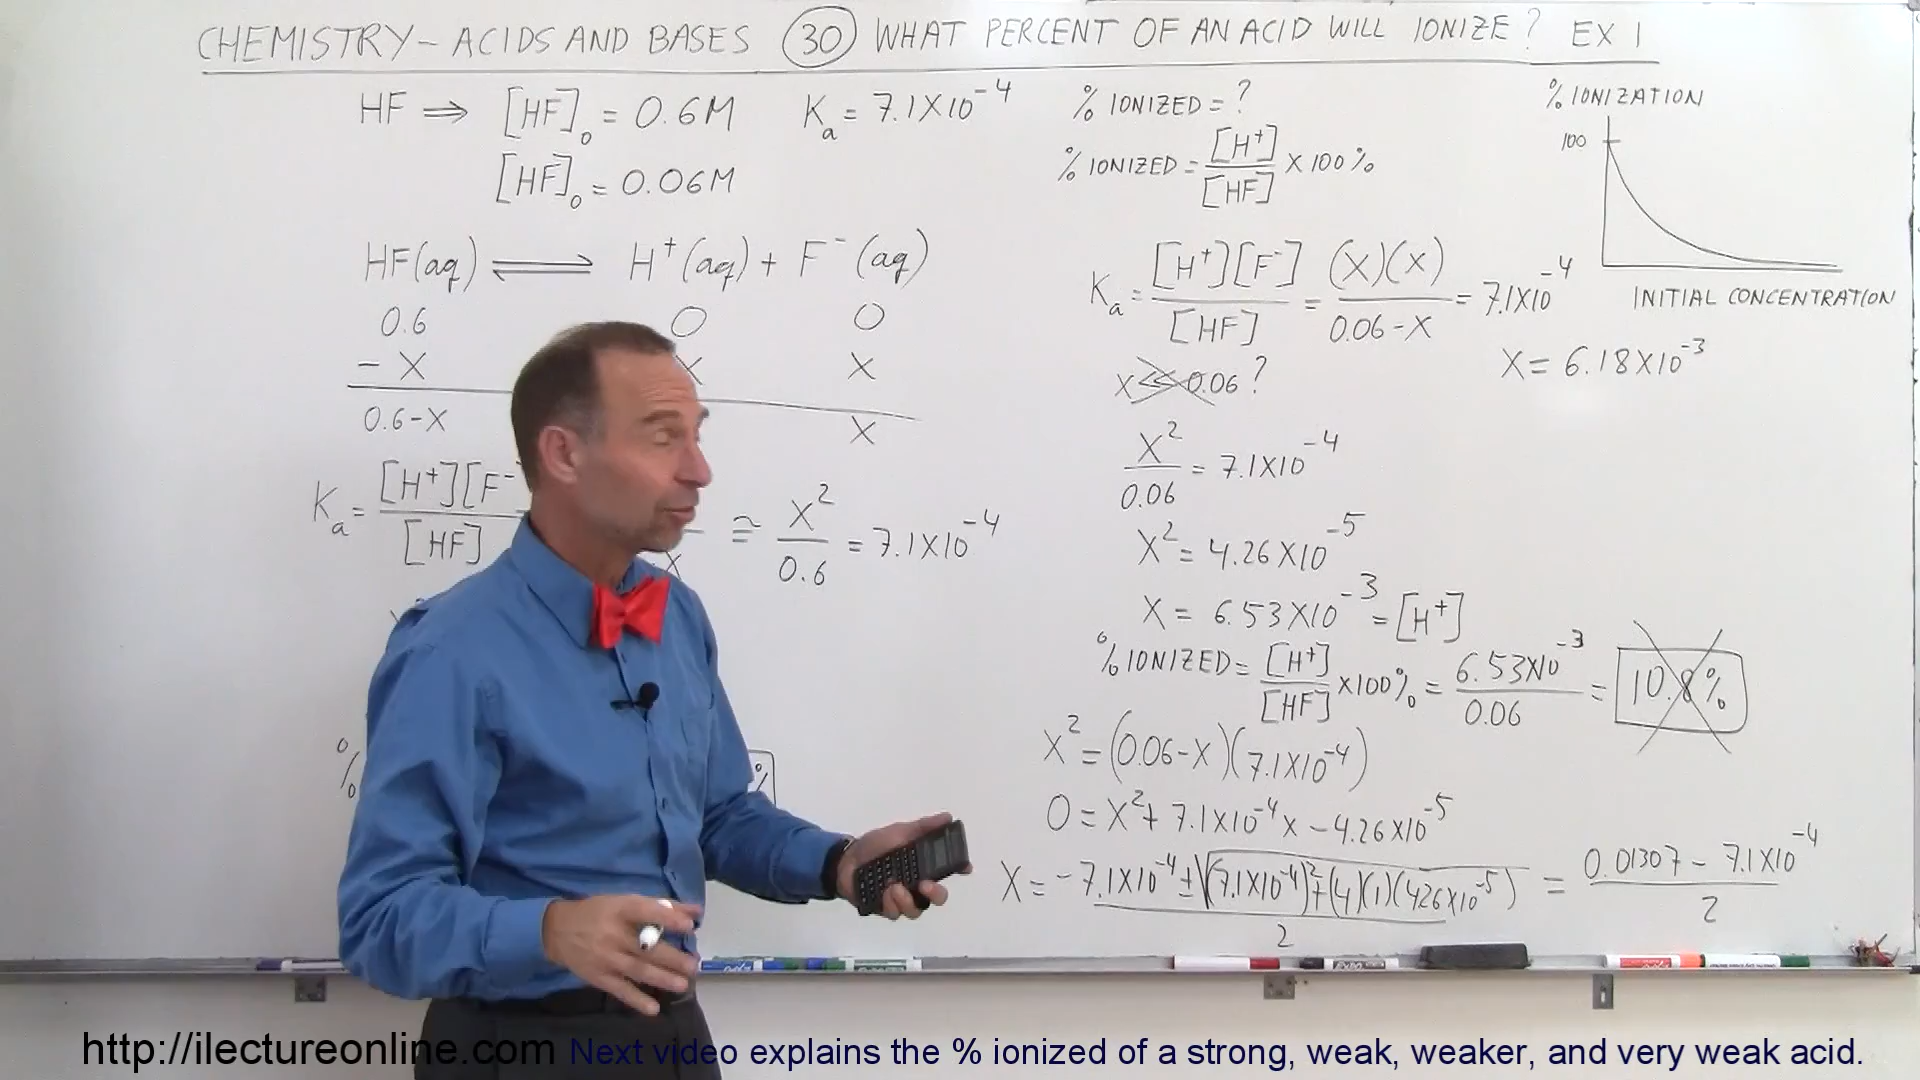 CHEMISTRY - ACIDS AND BASES (30) WHAT PERCENT OF AN ACID WILL IONIZE? EX 1
HF ⇒ [HF]₀ = 0.6M Kₐ = 7.1X10⁻⁴
[HF]₀ = 0.06M
HF(aq) ⇌ H⁺(aq) + F⁻(aq)
0.6 0 0
- X X X
0.6-X X
Kₐ = [H⁺][F⁻ / [HF] X ≅ X² / 0.6 = 7.1X10⁻⁴
%
%
% IONIZED = ?
% IONIZED = [H⁺] / [HF] X 100%
Kₐ = [H⁺][F⁻] / [HF] = (X)(X) / 0.06-X = 7.1X10⁻⁴
X << 0.06 ?
X = 6.18X10⁻³
X² / 0.06 = 7.1X10⁻⁴
X² = 4.26X10⁻⁵
X = 6.53X10⁻³ = [H⁺]
% IONIZED = [H⁺] / [HF] X100% = 6.53X10⁻³ / 0.06 = 10.8%
X² = (0.06-X)(7.1X10⁻⁴)
0 = X² + 7.1X10⁻⁴X - 4.26X10⁻⁵
X = -7.1X10⁻⁴ ± √(7.1X10⁻⁴)² + (4)(1)(4.26X10⁻⁵) / 2 = 0.01307 - 7.1X10⁻⁴ / 2
% IONIZATION
100
INITIAL CONCENTRATION
http://ilectureonline.com Next video explains the % ionized of a strong, weak, weaker, and very weak acid.